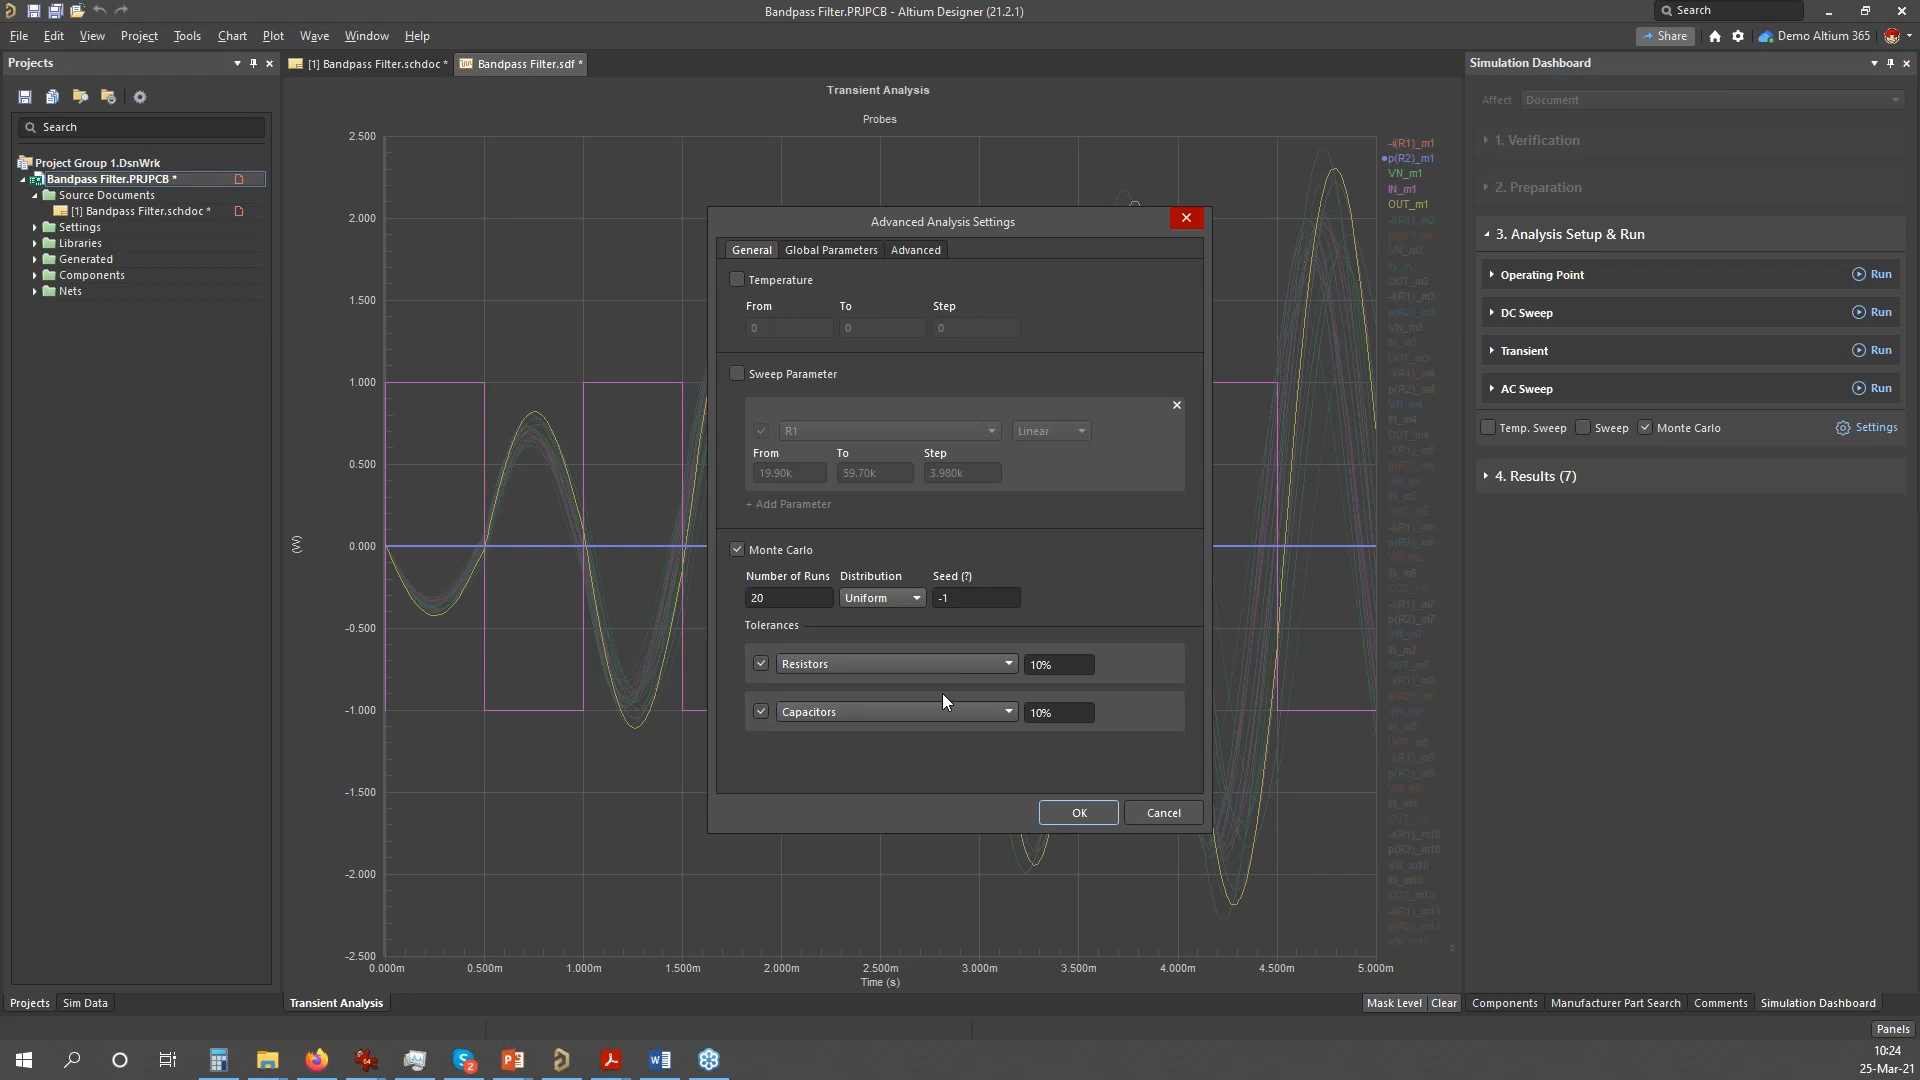 Bandpass Filter.PRJPCB - Altium Designer (21.2.1)
Search
File Edit View Project Tools Chart Plot Wave Window Help
Share
Demo Altium 365
Projects
[1] Bandpass Filter.schdoc *
Bandpass Filter.sdf *
Simulation Dashboard
Search
Project Group 1.DsnWrk
Bandpass Filter.PRJPCB *
Source Documents
[1] Bandpass Filter.schdoc *
Settings
Libraries
Generated
Components
Nets
Transient Analysis
Probes
2.500
2.000
1.500
1.000
0.500
0.000
-0.500
-1.000
-1.500
-2.000
-2.500
(W)
0.000m 0.500m 1.000m 1.500m 2.000m 2.500m 3.000m 3.500m 4.000m 4.500m 5.000m
Time (s)
-i(R1)_m1
p(R2)_m1
VN_m1
IN_m1
OUT_m1
Advanced Analysis Settings
General Global Parameters Advanced
Temperature
From To Step
0 0 0
Sweep Parameter
R1 Linear
From To Step
19.90k 59.70k 3.980k
+ Add Parameter
Monte Carlo
Number of Runs Distribution Seed (?)
20 Uniform -1
Tolerances
Resistors 10%
Capacitors 10%
OK Cancel
Affect Document
1. Verification
2. Preparation
3. Analysis Setup & Run
Operating Point Run
DC Sweep Run
Transient Run
AC Sweep Run
Temp. Sweep Sweep Monte Carlo Settings
4. Results (7)
Projects Sim Data
Transient Analysis
Mask Level Clear
Components Manufacturer Part Search Comments Simulation Dashboard
Panels
10:24
25-Mar-21